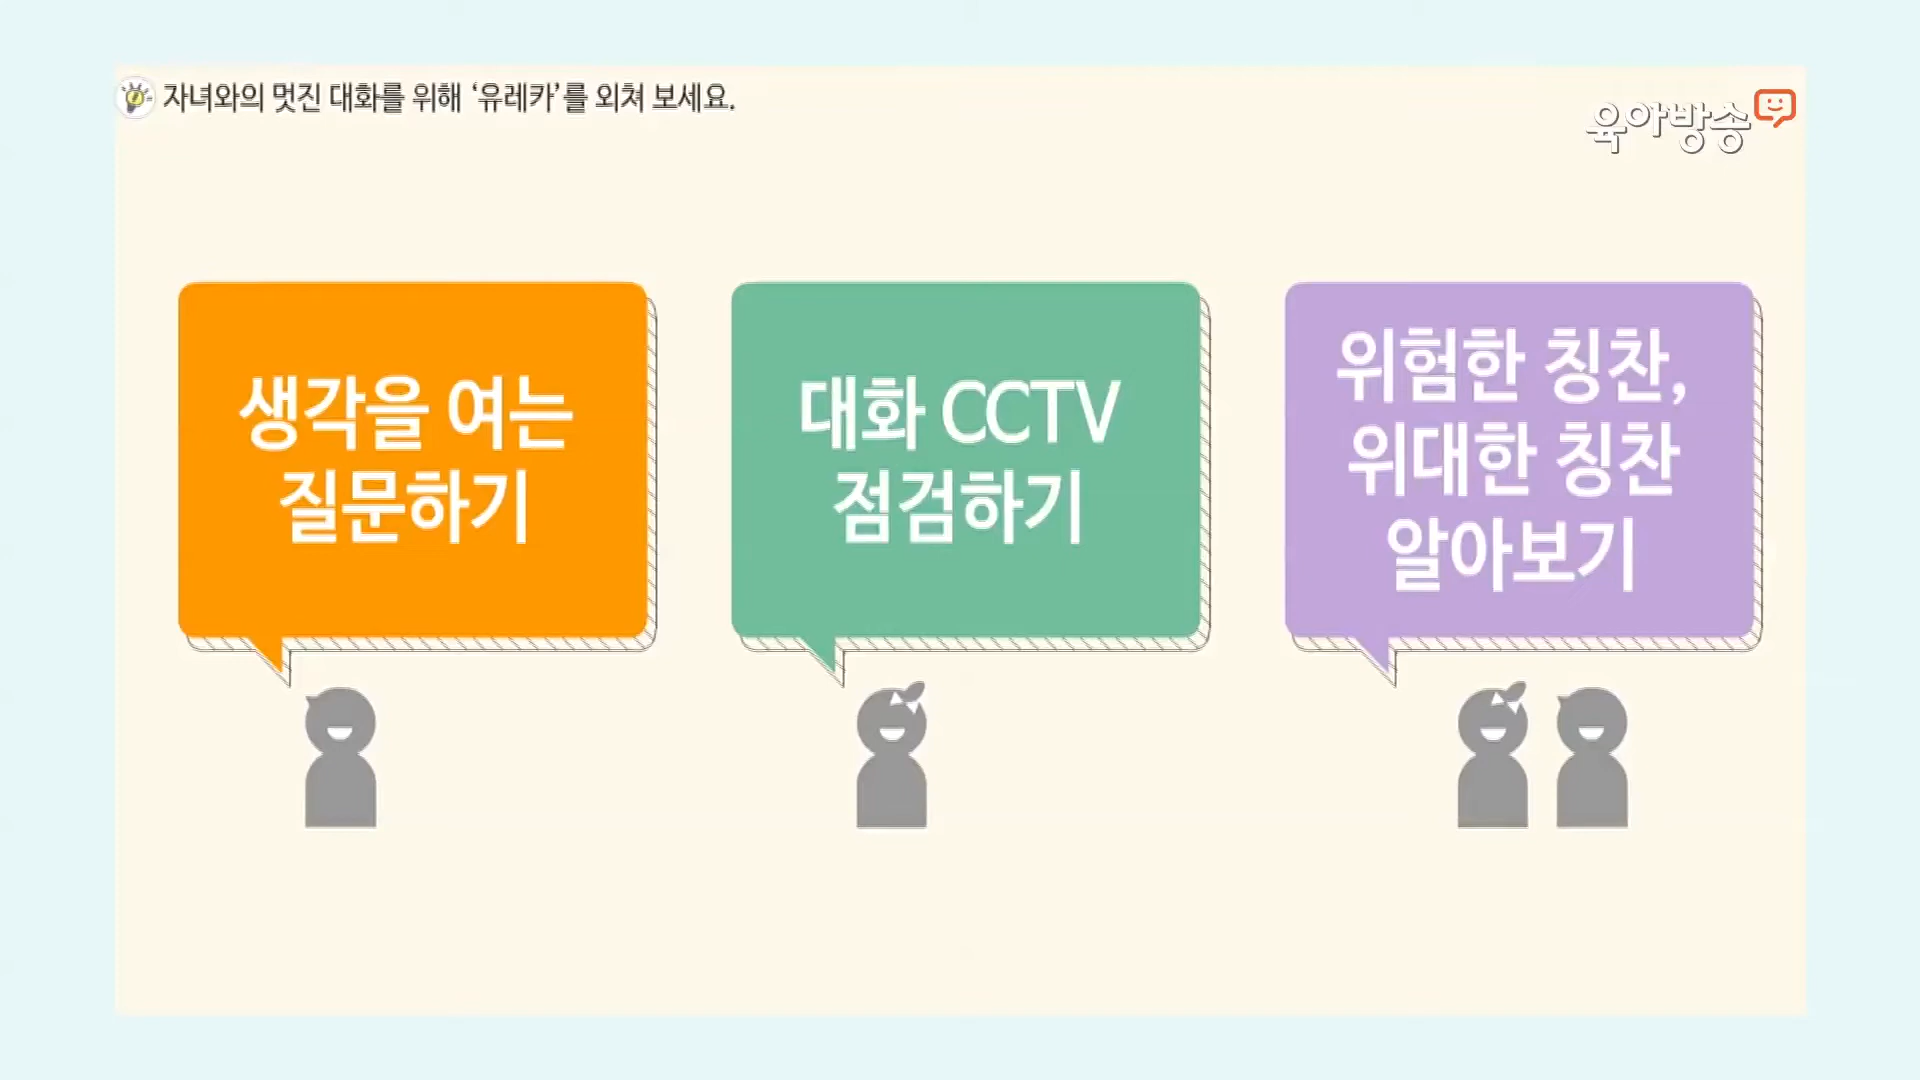 자녀와의 멋진 대화를 위해 ‘유레카’를 외쳐 보세요.
육아방송
생각을 여는
질문하기
대화 CCTV
점검하기
위험한 칭찬,
위대한 칭찬
알아보기